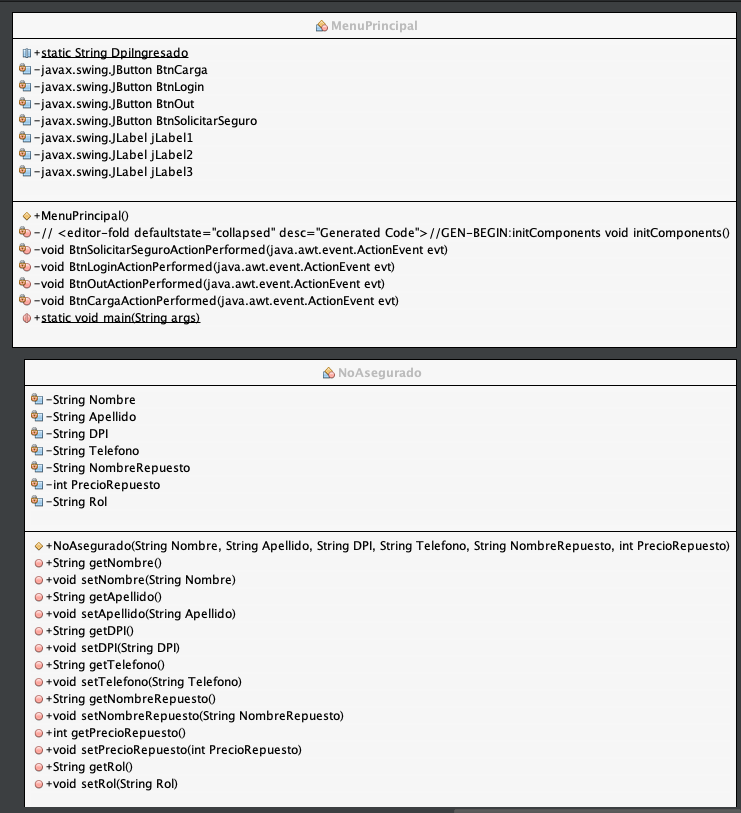 MenuPrincipal
+static String DpiIngresado
-javax.swing.JButton BtnCarga
-javax.swing.JButton BtnLogin
-javax.swing.JButton BtnOut
-javax.swing.JButton BtnSolicitarSeguro
-javax.swing.JLabel jLabel1
-javax.swing.JLabel jLabel2
-javax.swing.JLabel jLabel3
+MenuPrincipal()
-// <editor-fold defaultstate="collapsed" desc="Generated Code">//GEN-BEGIN:initComponents void initComponents()
-void BtnSolicitarSeguroActionPerformed(java.awt.event.ActionEvent evt)
-void BtnLoginActionPerformed(java.awt.event.ActionEvent evt)
-void BtnOutActionPerformed(java.awt.event.ActionEvent evt)
-void BtnCargaActionPerformed(java.awt.event.ActionEvent evt)
+static void main(String args)
NoAsegurado
-String Nombre
-String Apellido
-String DPI
-String Telefono
-String NombreRepuesto
-int PrecioRepuesto
-String Rol
+NoAsegurado(String Nombre, String Apellido, String DPI, String Telefono, String NombreRepuesto, int PrecioRepuesto)
+String getNombre()
+void setNombre(String Nombre)
+String getApellido()
+void setApellido(String Apellido)
+String getDPI()
+void setDPI(String DPI)
+String getTelefono()
+void setTelefono(String Telefono)
+String getNombreRepuesto()
+void setNombreRepuesto(String NombreRepuesto)
+int getPrecioRepuesto()
+void setPrecioRepuesto(int PrecioRepuesto)
+String getRol()
+void setRol(String Rol)